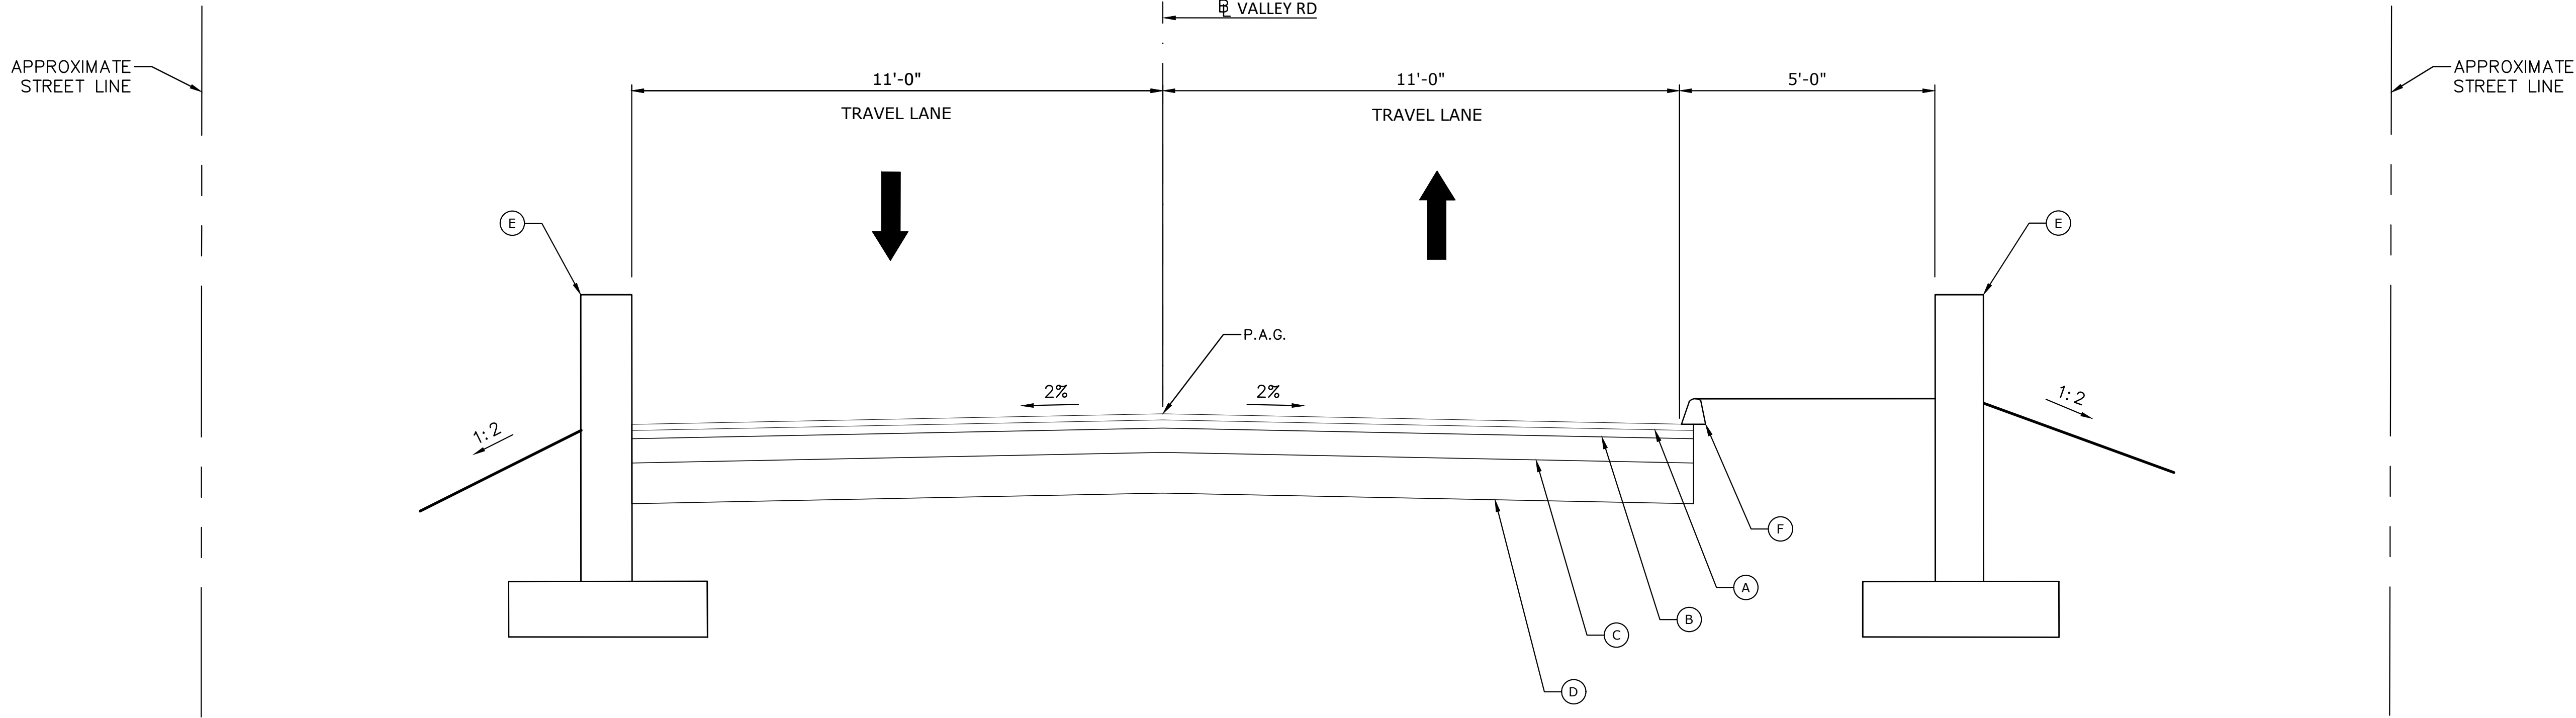 ℄ VALLEY RD
APPROXIMATE
STREET LINE
11'-0"
11'-0"
5'-0"
APPROXIMATE
STREET LINE
TRAVEL LANE
TRAVEL LANE
E
E
P.A.G.
2%
2%
1:2
1:2
F
A
B
C
D